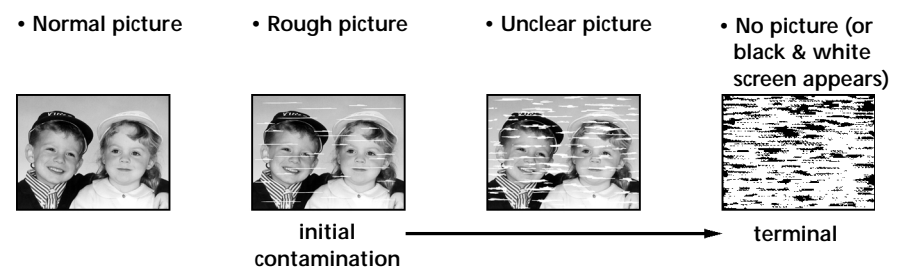 • Normal picture
• Rough picture
• Unclear picture
• No picture (or
black & white
screen appears)
initial
contamination
terminal